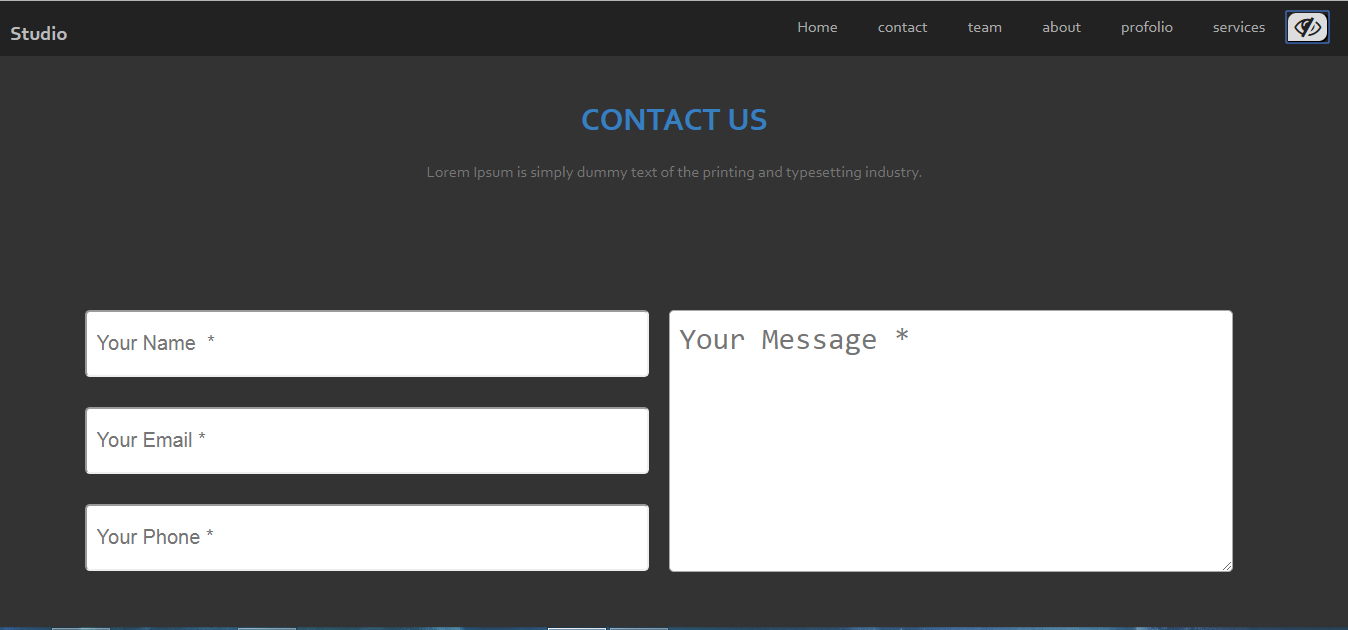 Studio
Home contact team about profolio services
CONTACT US
Lorem Ipsum is simply dummy text of the printing and typesetting industry.
Your Name *
Your Message *
Your Email *
Your Phone *